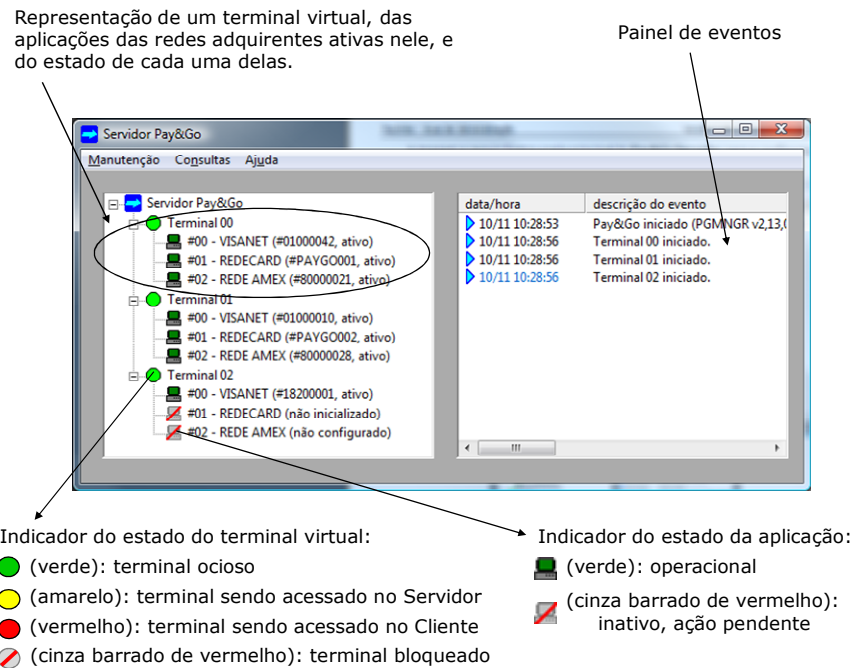 Representação de um terminal virtual, das
aplicações das redes adquirentes ativas nele, e
do estado de cada uma delas.
Painel de eventos
Servidor Pay&Go
Manutenção Consultas Ajuda
Servidor Pay&Go
Terminal 00
#00 - VISANET (#01000042, ativo)
#01 - REDECARD (#PAYGO001, ativo)
#02 - REDE AMEX (#80000021, ativo)
Terminal 01
#00 - VISANET (#01000010, ativo)
#01 - REDECARD (#PAYGO002, ativo)
#02 - REDE AMEX (#80000028, ativo)
Terminal 02
#00 - VISANET (#18200001, ativo)
#01 - REDECARD (não inicializado)
#02 - REDE AMEX (não configurado)
data/hora descrição do evento
10/11 10:28:53 Pay&Go iniciado (PGMNGR v2,13,(
10/11 10:28:56 Terminal 00 iniciado.
10/11 10:28:56 Terminal 01 iniciado.
10/11 10:28:56 Terminal 02 iniciado.
Indicador do estado do terminal virtual:
(verde): terminal ocioso
(amarelo): terminal sendo acessado no Servidor
(vermelho): terminal sendo acessado no Cliente
(cinza barrado de vermelho): terminal bloqueado
Indicador do estado da aplicação:
(verde): operacional
(cinza barrado de vermelho):
inativo, ação pendente